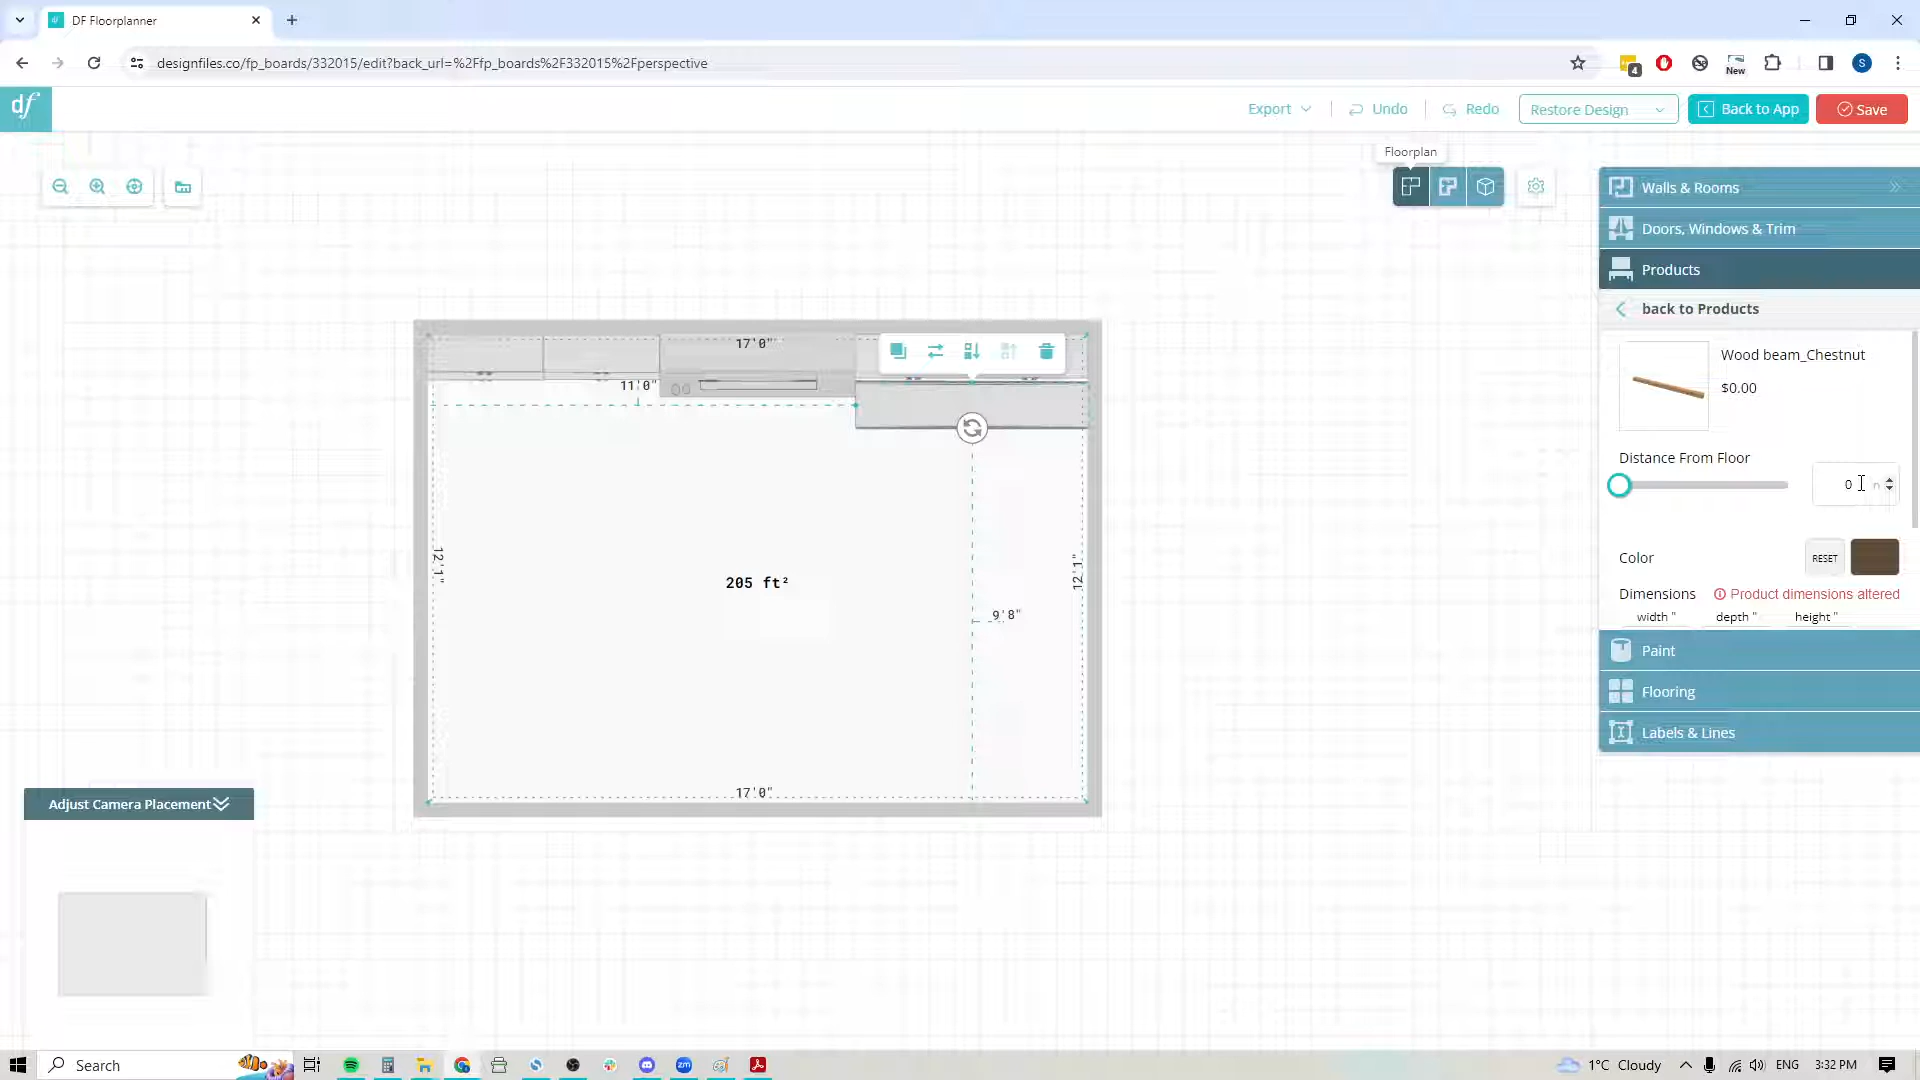 DF Floorplanner
designfiles.co/fp_boards/332015/edit?back_url=%2Ffp_boards%2F332015%2Fperspective
4
New
S
df
Export
Undo
Redo
Restore Design
Back to App
Save
Floorplan
Walls & Rooms
Doors, Windows & Trim
Products
back to Products
Wood beam_Chestnut
$0.00
Distance From Floor
0
Color
RESET
Dimensions
Product dimensions altered
width "
depth "
height "
Paint
Flooring
Labels & Lines
17'0"
11'0"
12'1"
12'1"
205 ft²
9'8"
17'0"
Adjust Camera Placement
Search
1°C Cloudy
ENG
3:32 PM